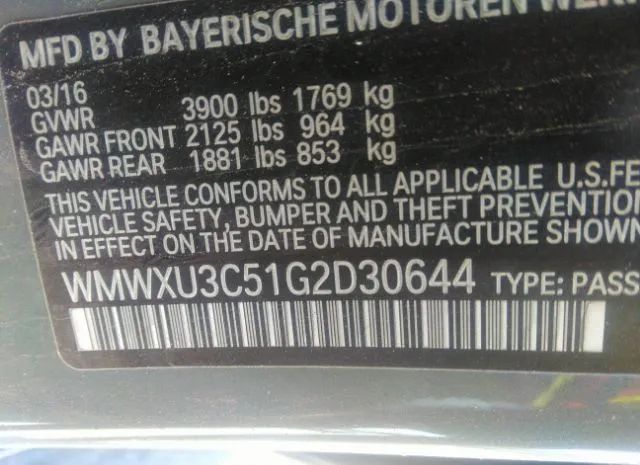 MFD BY BAYERISCHE MOTOREN
03/16
GVWR 3900 lbs 1769 kg
GAWR FRONT 2125 lbs 964 kg
GAWR REAR 1881 lbs 853 kg
THIS VEHICLE CONFORMS TO ALL APPLICABLE U.S.FE
VEHICLE SAFETY, BUMPER AND THEFT PREVENTION
IN EFFECT ON THE DATE OF MANUFACTURE SHOWN
WMWXU3C51G2D30644 TYPE: PASS